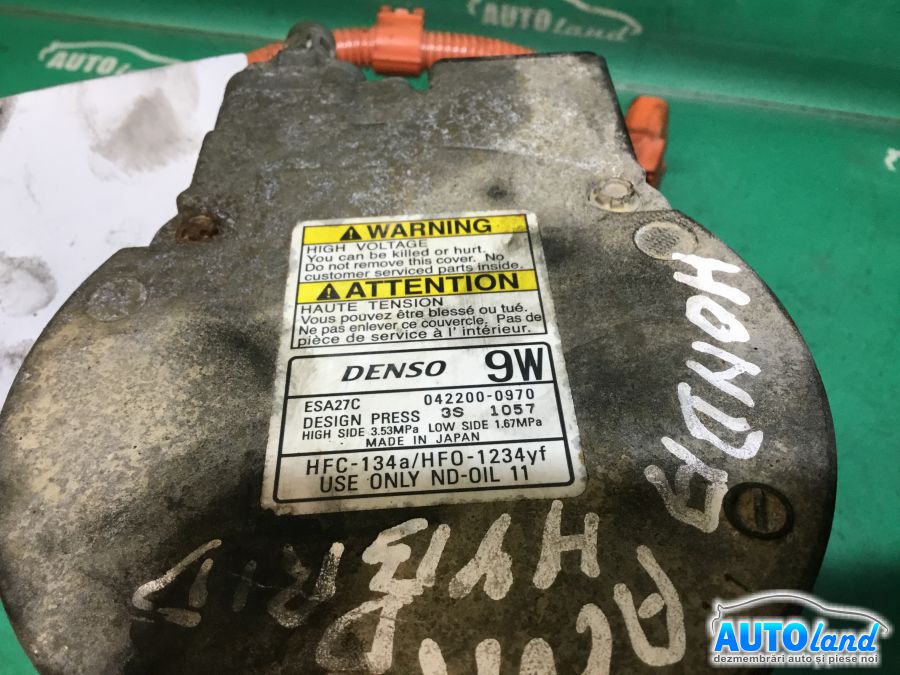 AUTOland
AUTOLAND
WARNING
HIGH VOLTAGE
You can be killed or hurt.
Do not remove this cover. No
customer serviced parts inside.
ATTENTION
HAUTE TENSION
Vous pouvez être blessé ou tué.
Ne pas enlever ce couvercle. Pas de
pièce de service à l' intérieur.
DENSO 9W
ESA27C 042200-0970
DESIGN PRESS 3S 1057
HIGH SIDE 3.53MPa LOW SIDE 1.67MPa
MADE IN JAPAN
HFC-134a/HFO-1234yf
USE ONLY ND-OIL 11
HONDA
HYBRID
AUTOland
dezmembrări auto și piese noi